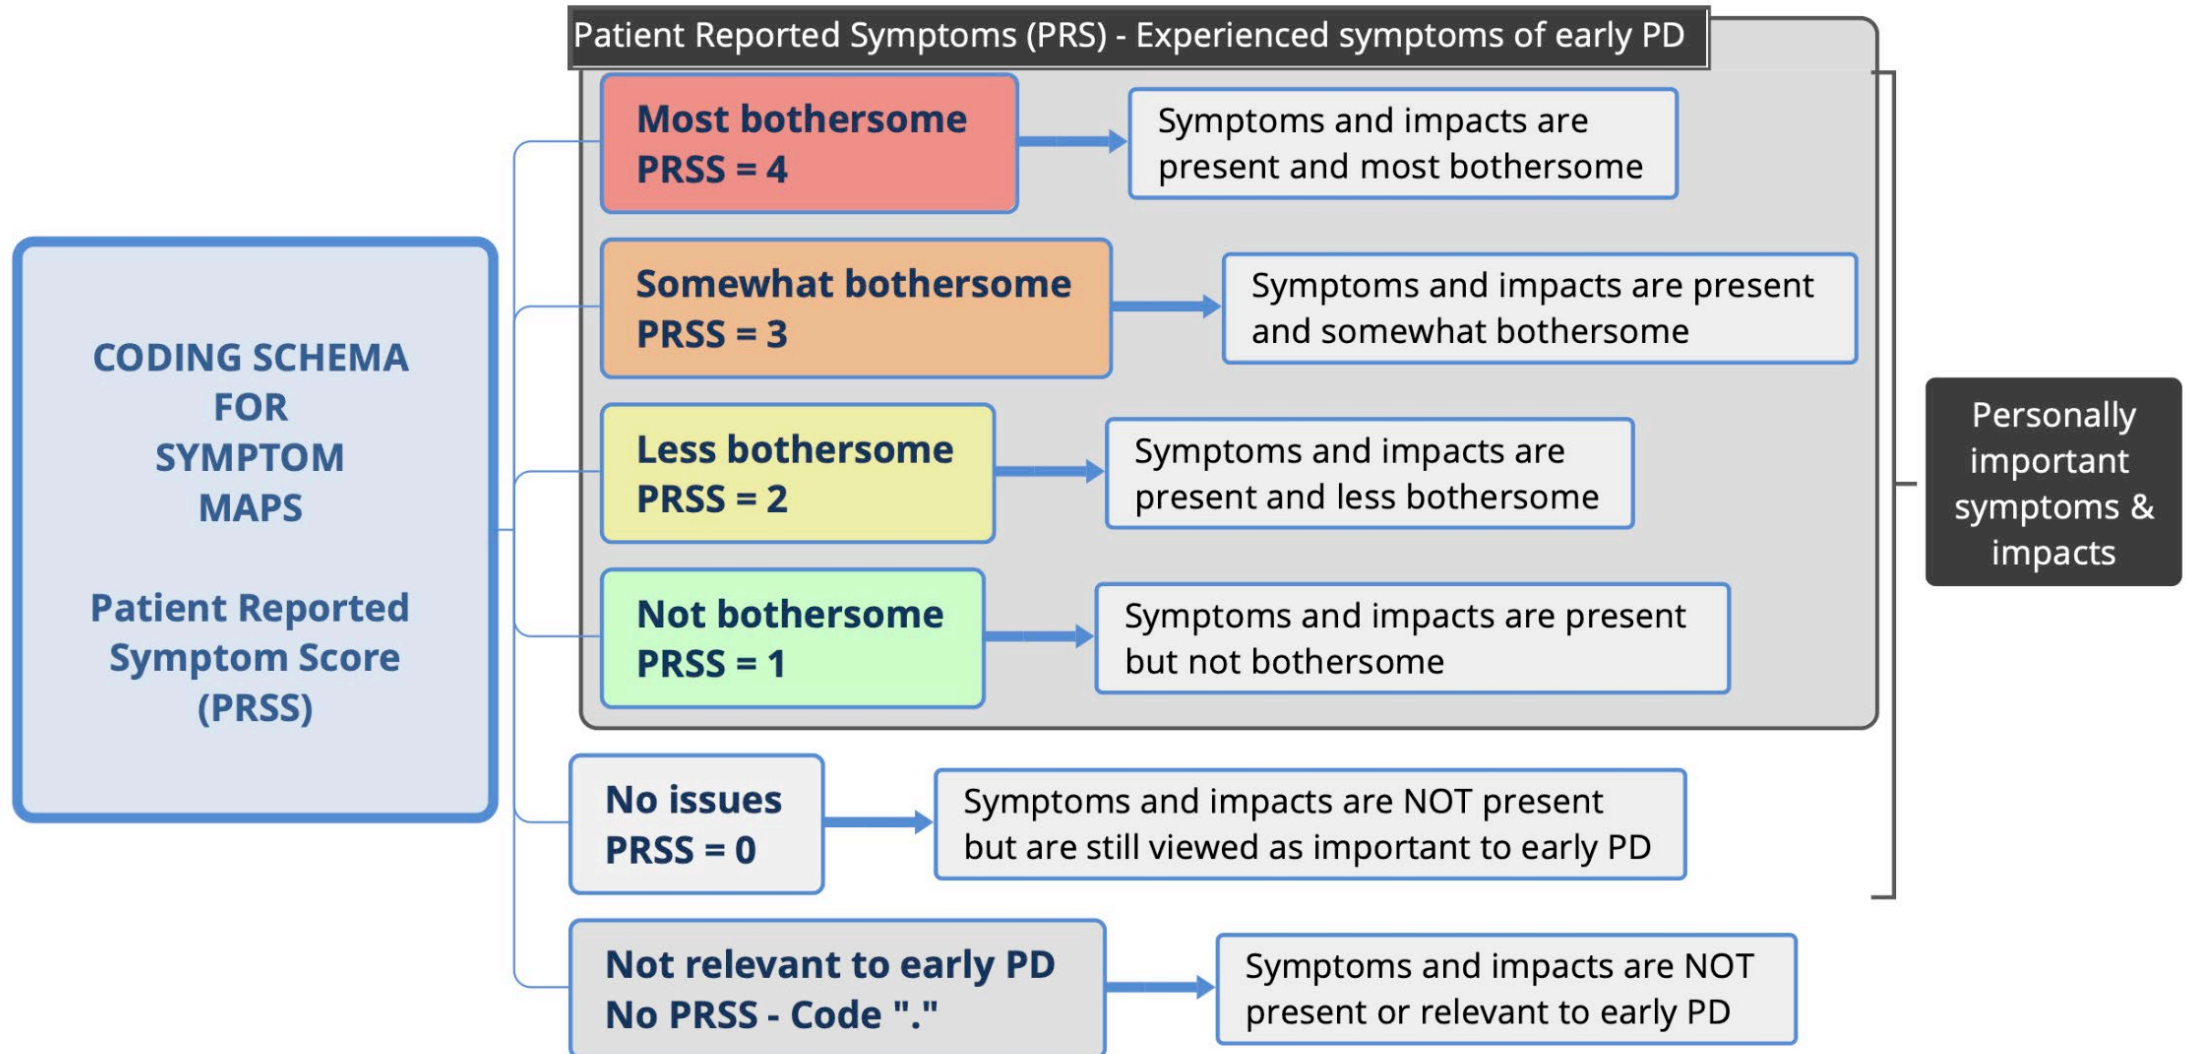 Patient Reported Symptoms (PRS) - Experienced symptoms of early PD
CODING SCHEMA
FOR
SYMPTOM
MAPS
Patient Reported
Symptom Score
(PRSS)
Most bothersome
PRSS = 4
Symptoms and impacts are
present and most bothersome
Somewhat bothersome
PRSS = 3
Symptoms and impacts are present
and somewhat bothersome
Less bothersome
PRSS = 2
Symptoms and impacts are
present and less bothersome
Not bothersome
PRSS = 1
Symptoms and impacts are present
but not bothersome
No issues
PRSS = 0
Symptoms and impacts are NOT present
but are still viewed as important to early PD
Not relevant to early PD
No PRSS - Code "."
Symptoms and impacts are NOT
present or relevant to early PD
Personally
important
symptoms &
impacts